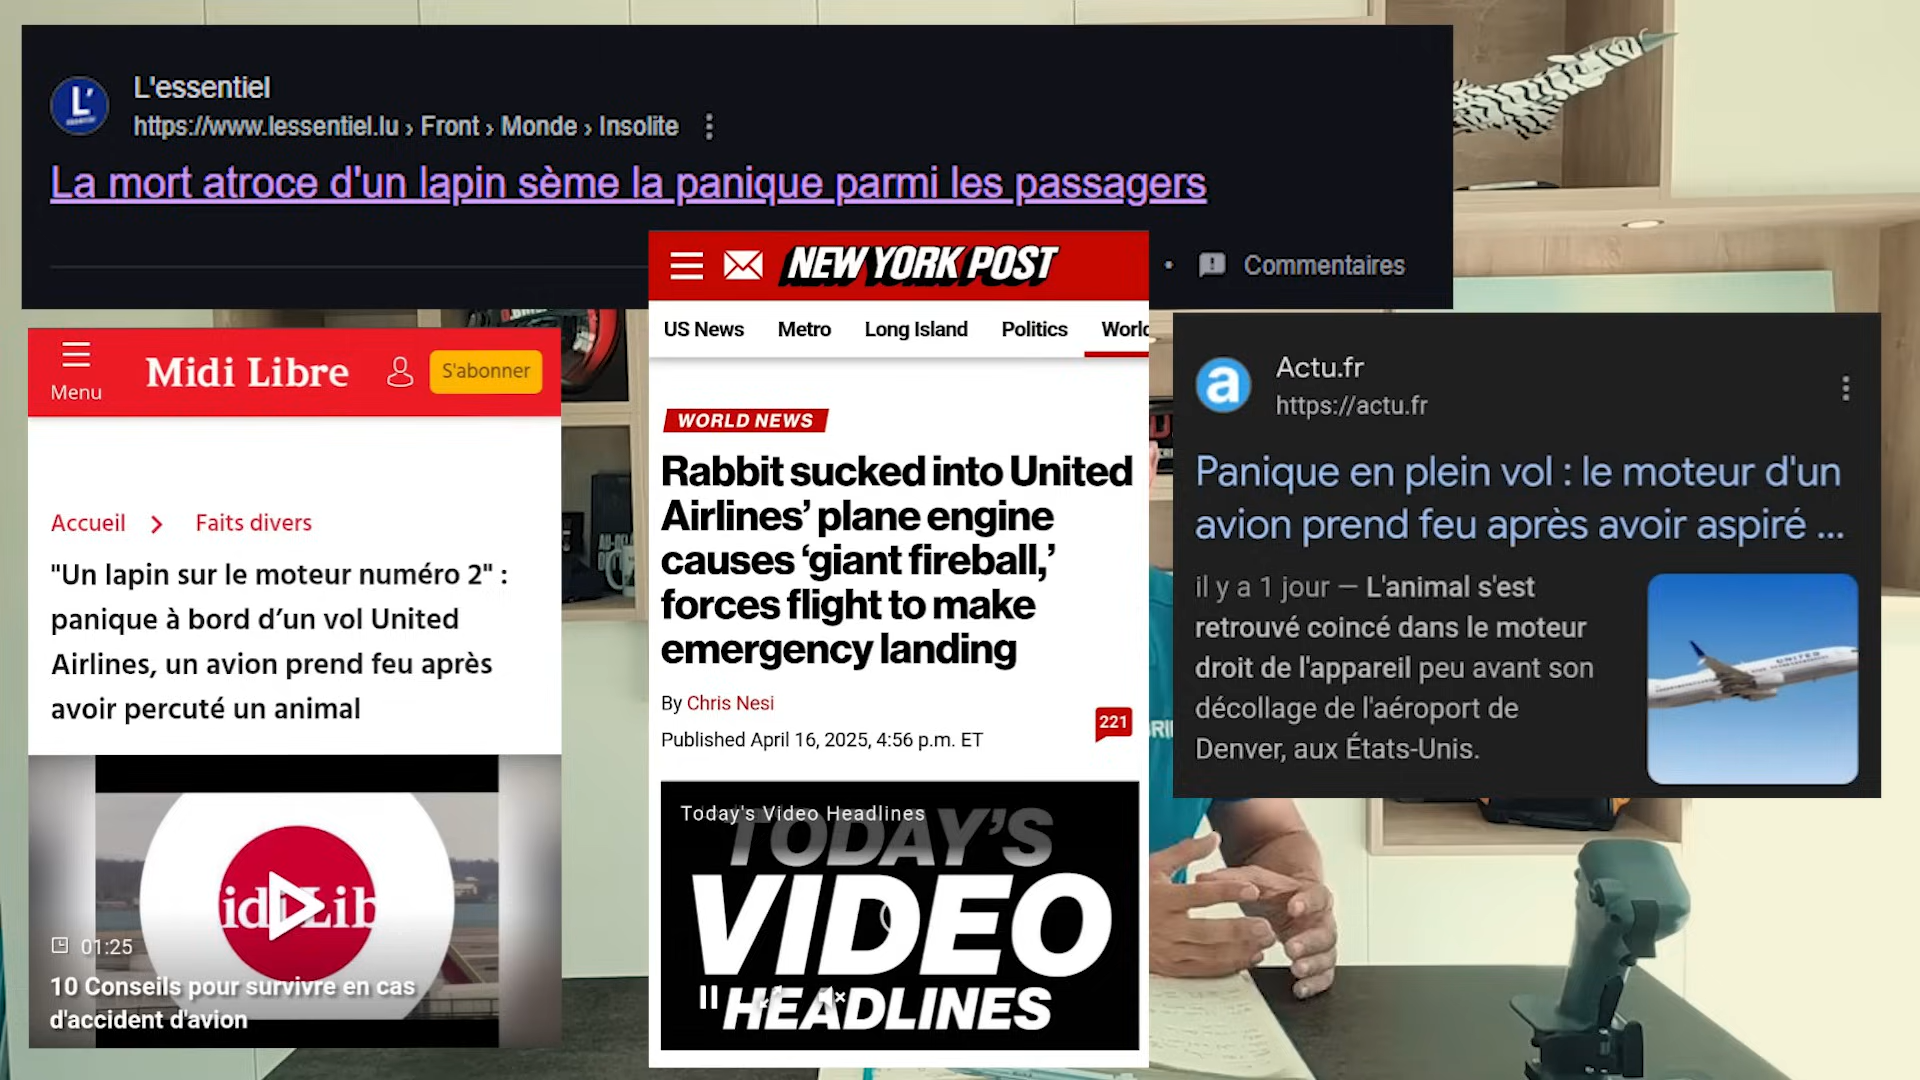 L'essentiel
https://www.lessentiel.lu › Front › Monde › Insolite
La mort atroce d'un lapin sème la panique parmi les passagers
Commentaires
Menu
Midi Libre
S'abonner
Accueil > Faits divers
"Un lapin sur le moteur numéro 2" :
panique à bord d’un vol United
Airlines, un avion prend feu après
avoir percuté un animal
01:25
10 Conseils pour survivre en cas
d'accident d'avion
NEW YORK POST
US News Metro Long Island Politics World
WORLD NEWS
Rabbit sucked into United
Airlines’ plane engine
causes ‘giant fireball,’
forces flight to make
emergency landing
By Chris Nesi
Published April 16, 2025, 4:56 p.m. ET
221
Today's Video Headlines
TODAY'S
VIDEO
HEADLINES
Actu.fr
https://actu.fr
Panique en plein vol : le moteur d'un
avion prend feu après avoir aspiré ...
il y a 1 jour — L'animal s'est
retrouvé coincé dans le moteur
droit de l'appareil peu avant son
décollage de l'aéroport de
Denver, aux États-Unis.
UNITED